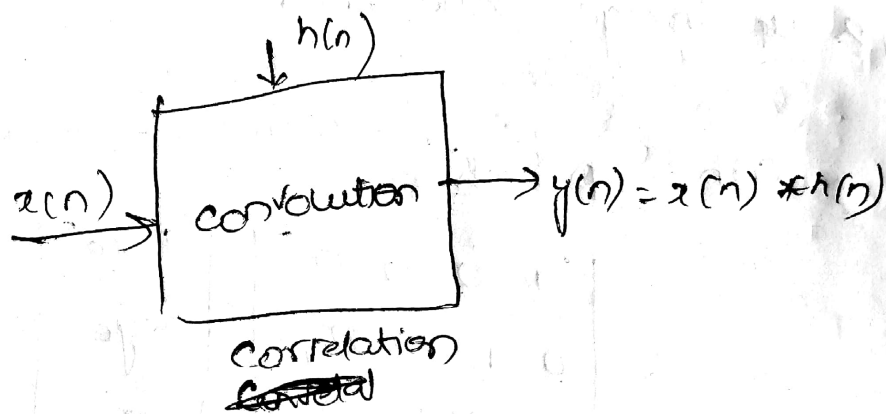 h(n)
x(n)
convolution
y(n) = x(n) * h(n)
correlation